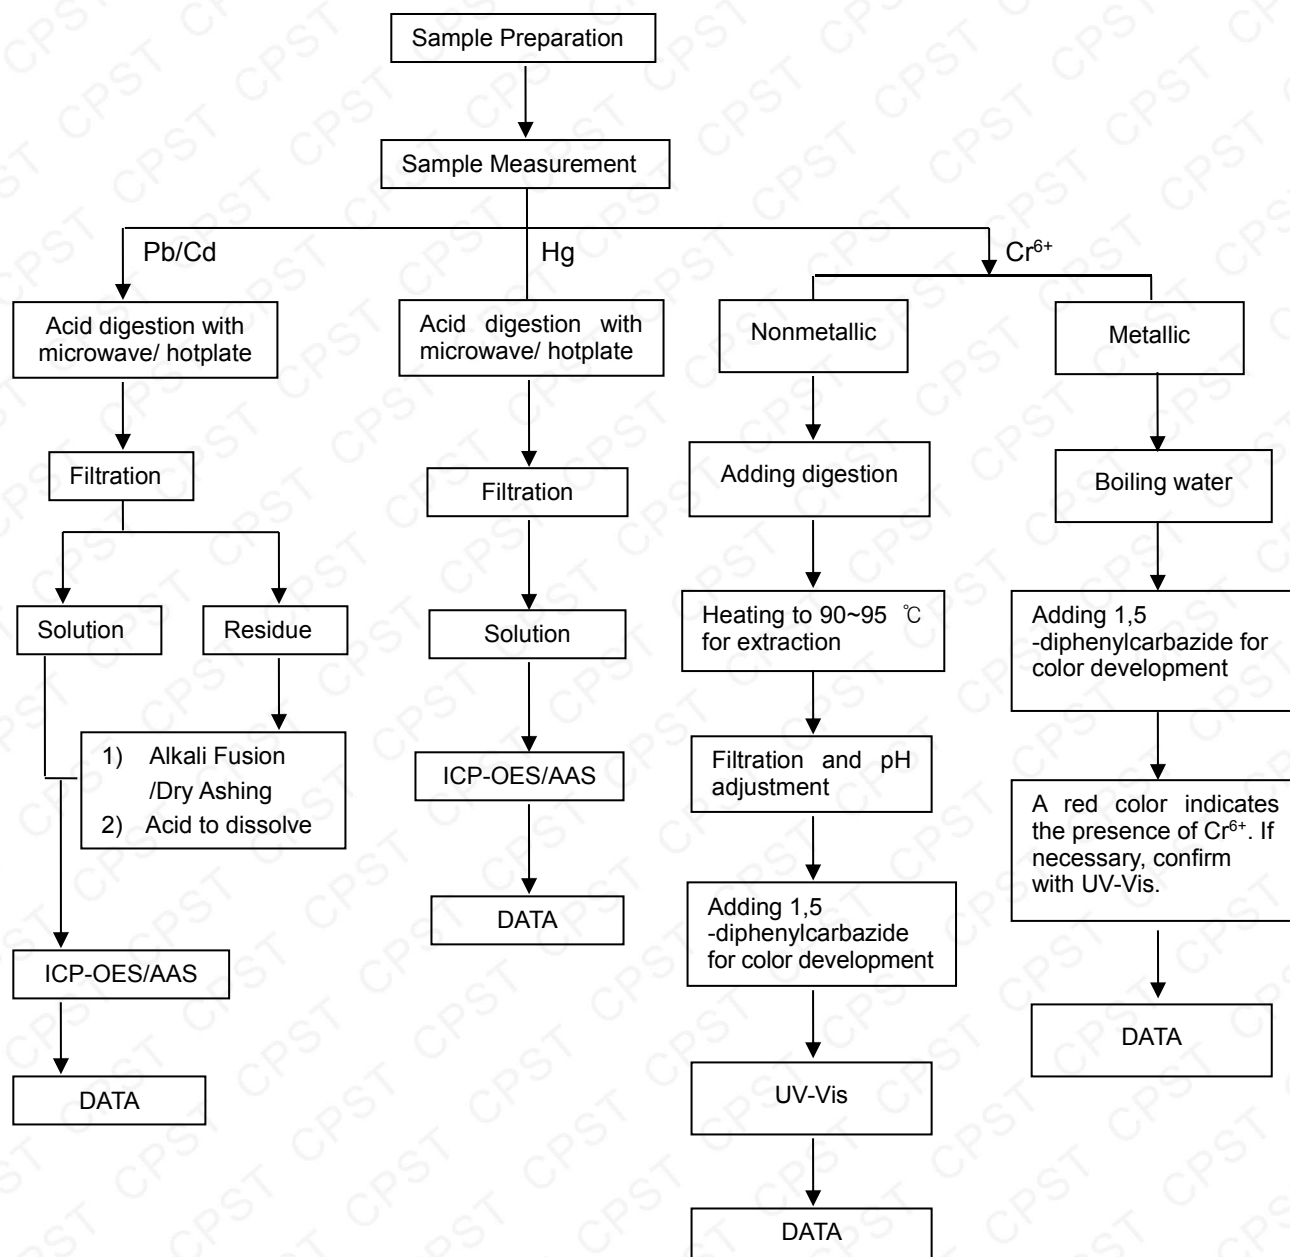 Sample Preparation
Sample Measurement
Pb/Cd
Hg
Cr⁶⁺
Acid digestion with
microwave/ hotplate
Filtration
Solution
Residue
1) Alkali Fusion
/Dry Ashing
2) Acid to dissolve
ICP-OES/AAS
DATA
Acid digestion with
microwave/ hotplate
Filtration
Solution
ICP-OES/AAS
DATA
Nonmetallic
Adding digestion
Heating to 90~95 ℃
for extraction
Filtration and pH
adjustment
Adding 1,5
-diphenylcarbazide
for color development
UV-Vis
DATA
Metallic
Boiling water
Adding 1,5
-diphenylcarbazide for
color development
A red color indicates
the presence of Cr⁶⁺. If
necessary, confirm
with UV-Vis.
DATA
CPST